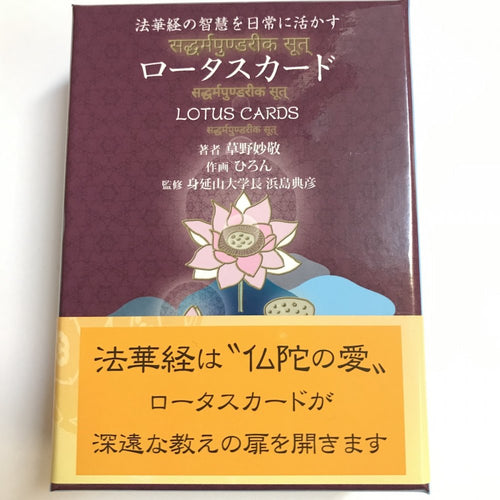 法華経の智慧を日常に活かす
सद्धर्मपुण्डरीक सूत्
ロータスカード
सद्धर्मपुण्डरीक सूत्
LOTUS CARDS
सद्धर्मपुण्डरीक सूत्
著者 草野妙敬
作画 ひろん
監修 身延山大学長 浜島典彦
法華経は〝仏陀の愛〟
ロータスカードが
深遠な教えの扉を開きます